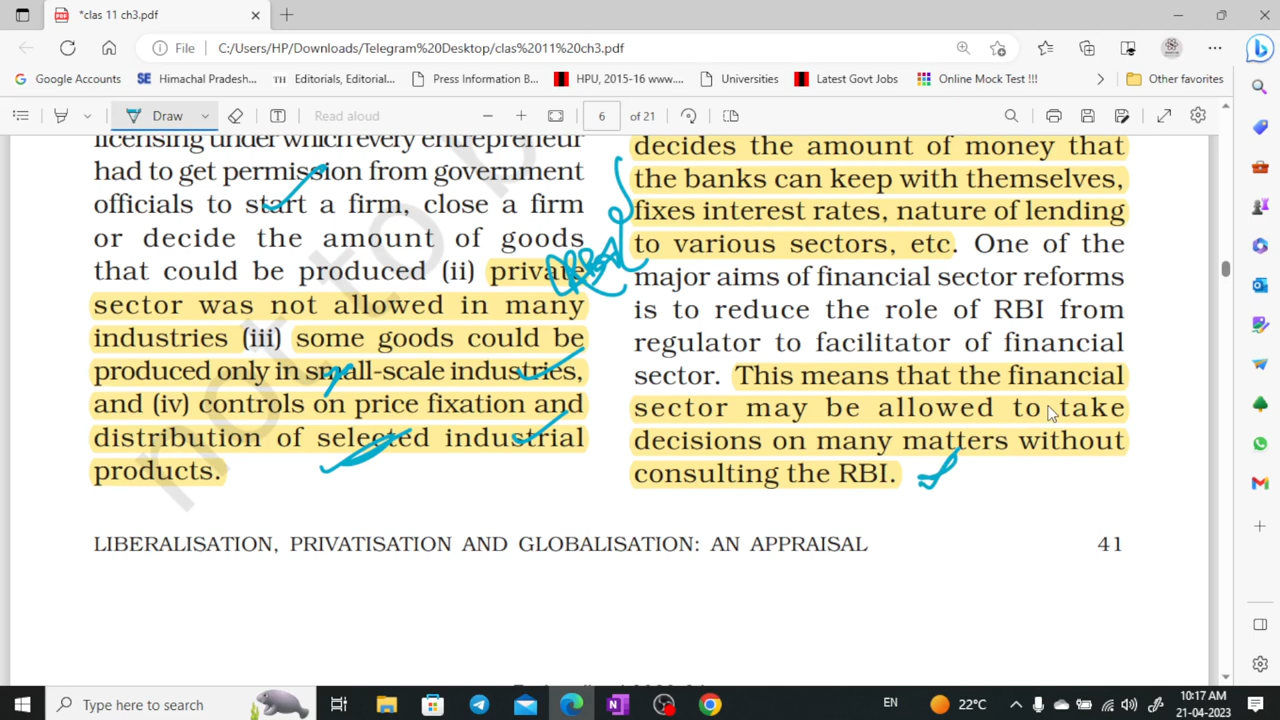 *clas 11 ch3.pdf
File
C:/Users/HP/Downloads/Telegram%20Desktop/clas%2011%20ch3.pdf
Google Accounts
SE Himachal Pradesh...
TH Editorials, Editorial...
Press Information B...
HPU, 2015-16 www....
Universities
Latest Govt Jobs
Online Mock Test !!!
Other favorites
Draw
Read aloud
6 of 21
licensing under which every entrepreneur
had to get permission from government
officials to start a firm, close a firm
or decide the amount of goods
that could be produced (ii) private
sector was not allowed in many
industries (iii) some goods could be
produced only in small-scale industries,
and (iv) controls on price fixation and
distribution of selected industrial
products.
decides the amount of money that
the banks can keep with themselves,
fixes interest rates, nature of lending
to various sectors, etc. One of the
major aims of financial sector reforms
is to reduce the role of RBI from
regulator to facilitator of financial
sector. This means that the financial
sector may be allowed to take
decisions on many matters without
consulting the RBI.
not to b
LIBERALISATION, PRIVATISATION AND GLOBALISATION: AN APPRAISAL
41
Type here to search
EN
22°C
10:17 AM
21-04-2023